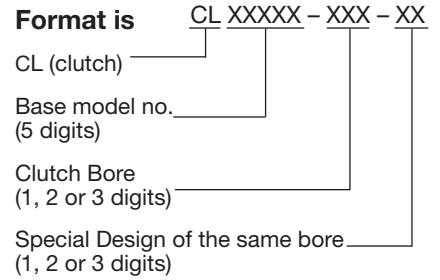 Format is CL XXXXX – XXX – XX
CL (clutch)
Base model no.
(5 digits)
Clutch Bore
(1, 2 or 3 digits)
Special Design of the same bore
(1, 2 or 3 digits)